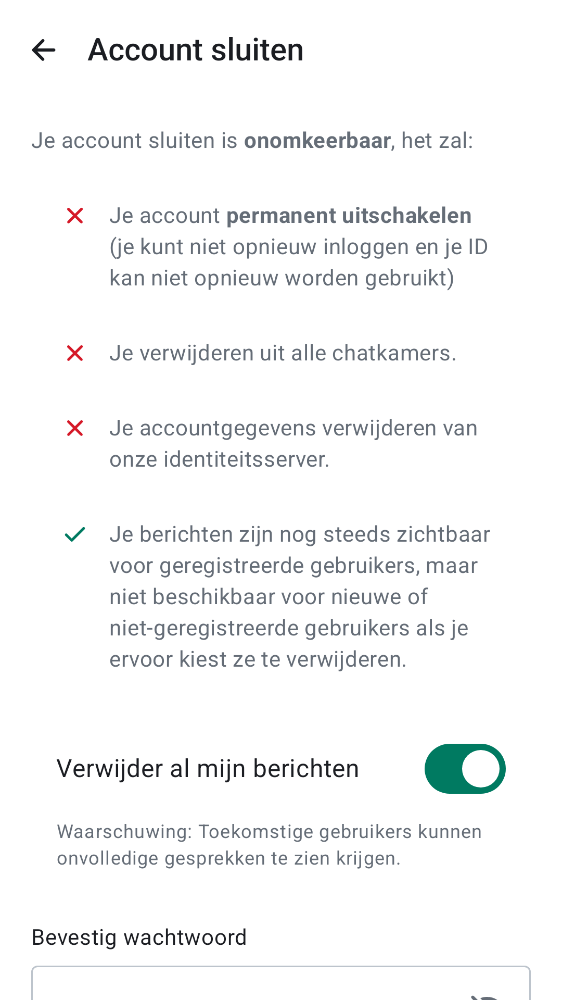 Account sluiten
Je account sluiten is onomkeerbaar, het zal:
Je account permanent uitschakelen
(je kunt niet opnieuw inloggen en je ID
kan niet opnieuw worden gebruikt)
Je verwijderen uit alle chatkamers.
Je accountgegevens verwijderen van
onze identiteitsserver.
Je berichten zijn nog steeds zichtbaar
voor geregistreerde gebruikers, maar
niet beschikbaar voor nieuwe of
niet-geregistreerde gebruikers als je
ervoor kiest ze te verwijderen.
Verwijder al mijn berichten
Waarschuwing: Toekomstige gebruikers kunnen
onvolledige gesprekken te zien krijgen.
Bevestig wachtwoord